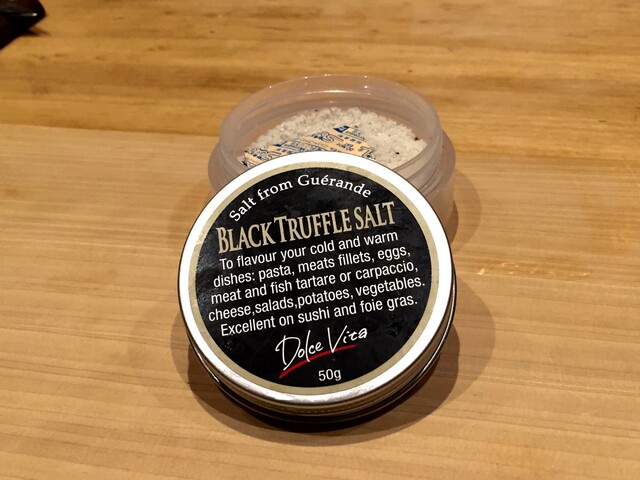 Salt from Guérande
BLACK TRUFFLE SALT
To flavour your cold and warm
dishes: pasta, meats fillets, eggs,
meat and fish tartare or carpaccio,
cheese,salads,potatoes, vegetables.
Excellent on sushi and foie gras.
Dolce Vita
50g